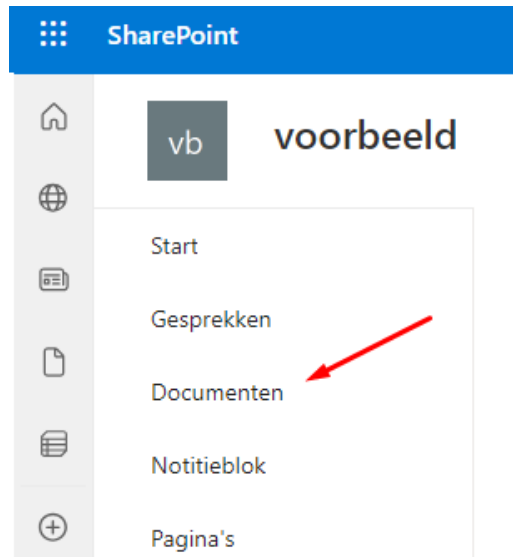 SharePoint
vb
voorbeeld
Start
Gesprekken
Documenten
Notitieblok
Pagina's